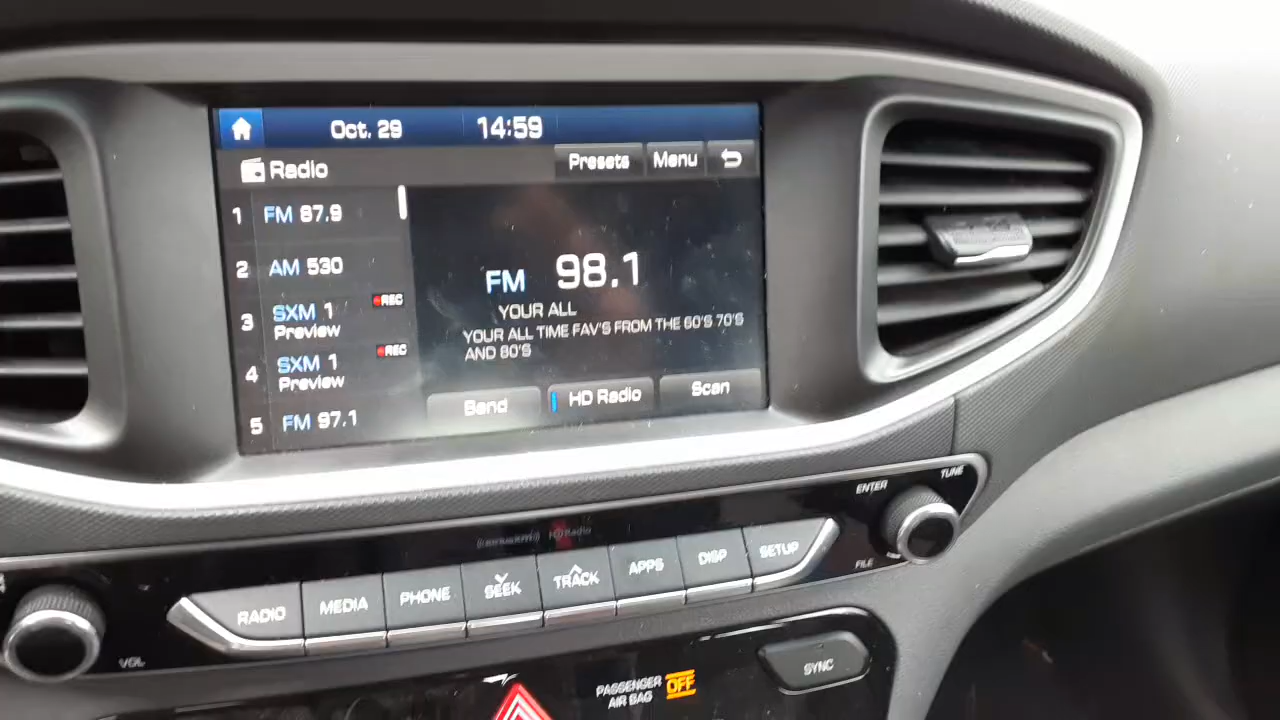 Oct. 29 14:59
Radio Presets Menu
1 FM 87.9
2 AM 530
3 SXM 1 REC
Preview
4 SXM 1 REC
Preview
5 FM 97.1
FM 98.1
YOUR ALL
YOUR ALL TIME FAV'S FROM THE 60'S 70'S
AND 80'S
Band HD Radio Scan
ENTER TUNE
FILE
SiriusXM HD Radio
RADIO MEDIA PHONE SEEK TRACK APPS DISP SETUP
VOL
SYNC
PASSENGER
AIR BAG OFF